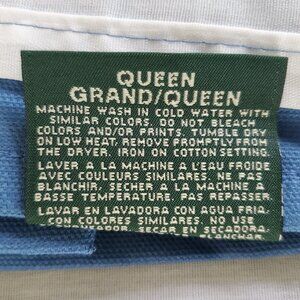 QUEEN
GRAND/QUEEN
MACHINE WASH IN COLD WATER WITH
SIMILAR COLORS. DO NOT BLEACH
COLORS AND/OR PRINTS. TUMBLE DRY
ON LOW HEAT, REMOVE PROMPTLY FROM
THE DRYER. IRON ON COTTON SETTING.
LAVER A LA MACHINE A L'EAU FROIDE
AVEC COULEURS SIMILAIRES. NE PAS
BLANCHIR, SECHER A LA MACHINE A
BASSE TEMPERATURE. PAS REPASSER.
LAVAR EN LAVADORA CON AGUA FRIA
CON COLORES SIMILARES. NO USE
SECAR EN SECADORA
PLANCHAR